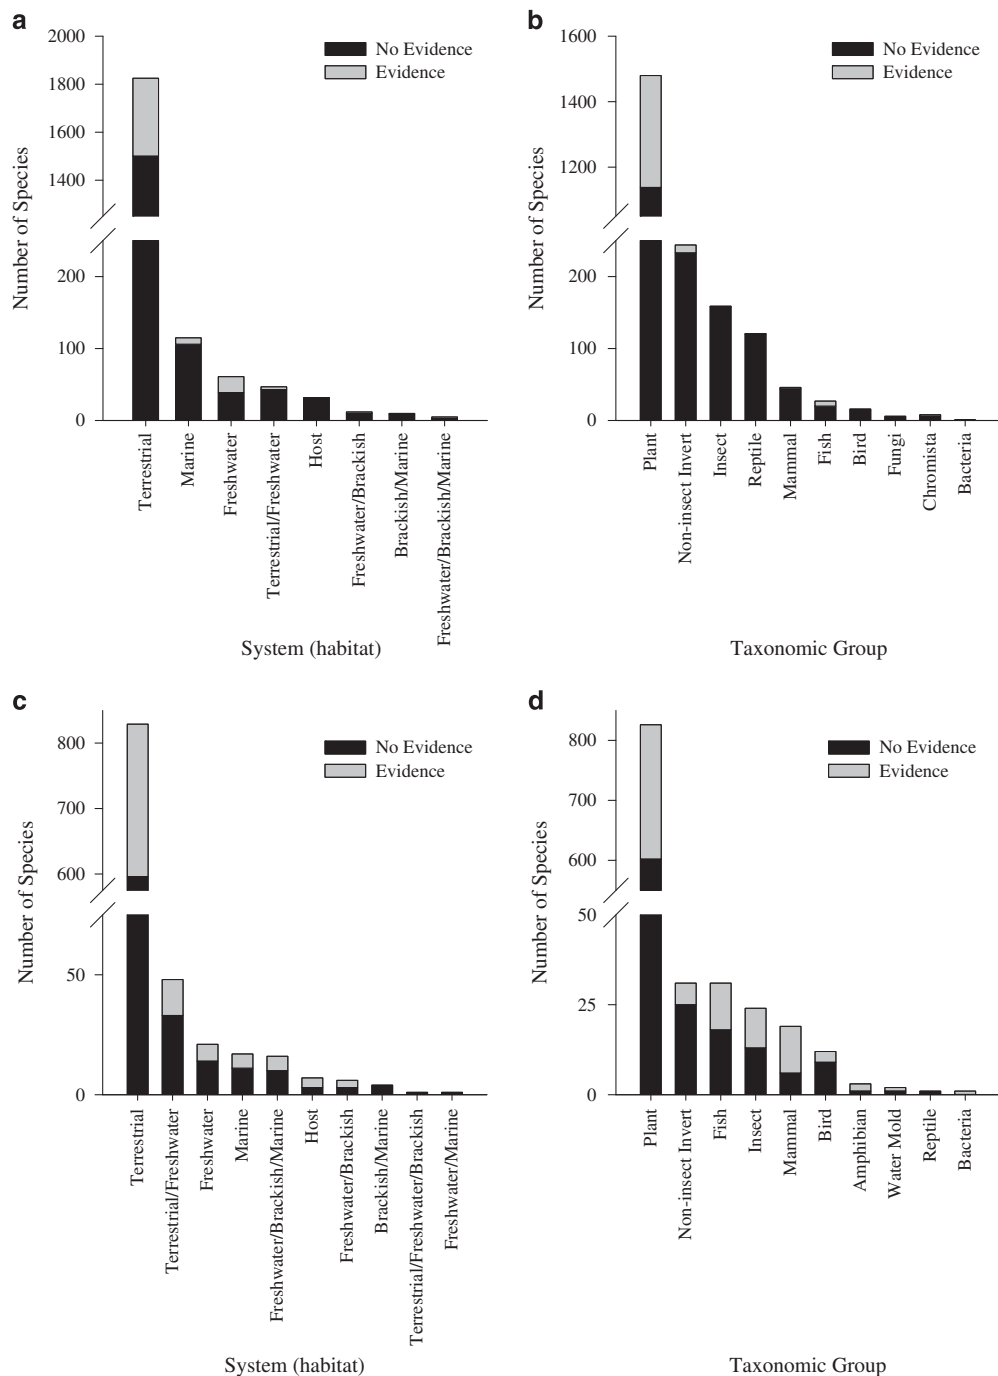 a
2000
1800
1600
1400
200
100
0
Number of Species
No Evidence
Evidence
Terrestrial
Marine
Freshwater
Terrestrial/Freshwater
Host
Freshwater/Brackish
Brackish/Marine
Freshwater/Brackish/Marine
System (habitat)
b
1600
1400
1200
200
100
0
Number of Species
No Evidence
Evidence
Plant
Non-insect Invert
Insect
Reptile
Mammal
Fish
Bird
Fungi
Chromista
Bacteria
Taxonomic Group
c
800
700
600
50
0
Number of Species
No Evidence
Evidence
Terrestrial
Terrestrial/Freshwater
Freshwater
Marine
Freshwater/Brackish/Marine
Host
Freshwater/Brackish
Brackish/Marine
Terrestrial/Freshwater/Brackish
Freshwater/Marine
System (habitat)
d
800
700
600
50
25
0
Number of Species
No Evidence
Evidence
Plant
Non-insect Invert
Fish
Insect
Mammal
Bird
Amphibian
Water Mold
Reptile
Bacteria
Taxonomic Group